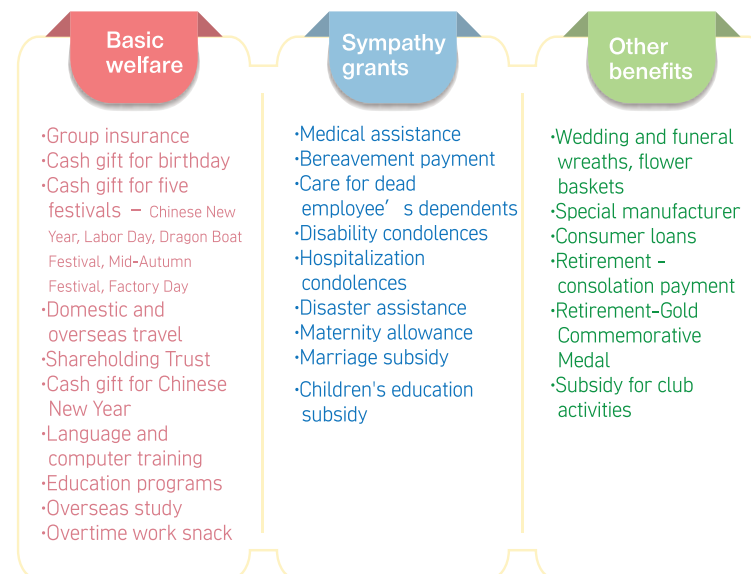 Basic
welfare
·Group insurance
·Cash gift for birthday
·Cash gift for five
festivals – Chinese New
Year, Labor Day, Dragon Boat
Festival, Mid-Autumn
Festival, Factory Day
·Domestic and
overseas travel
·Shareholding Trust
·Cash gift for Chinese
New Year
·Language and
computer training
·Education programs
·Overseas study
·Overtime work snack
Sympathy
grants
·Medical assistance
·Bereavement payment
·Care for dead
employee’s dependents
·Disability condolences
·Hospitalization
condolences
·Disaster assistance
·Maternity allowance
·Marriage subsidy
·Children's education
subsidy
Other
benefits
·Wedding and funeral
wreaths, flower
baskets
·Special manufacturer
·Consumer loans
·Retirement -
consolation payment
·Retirement-Gold
Commemorative
Medal
·Subsidy for club
activities